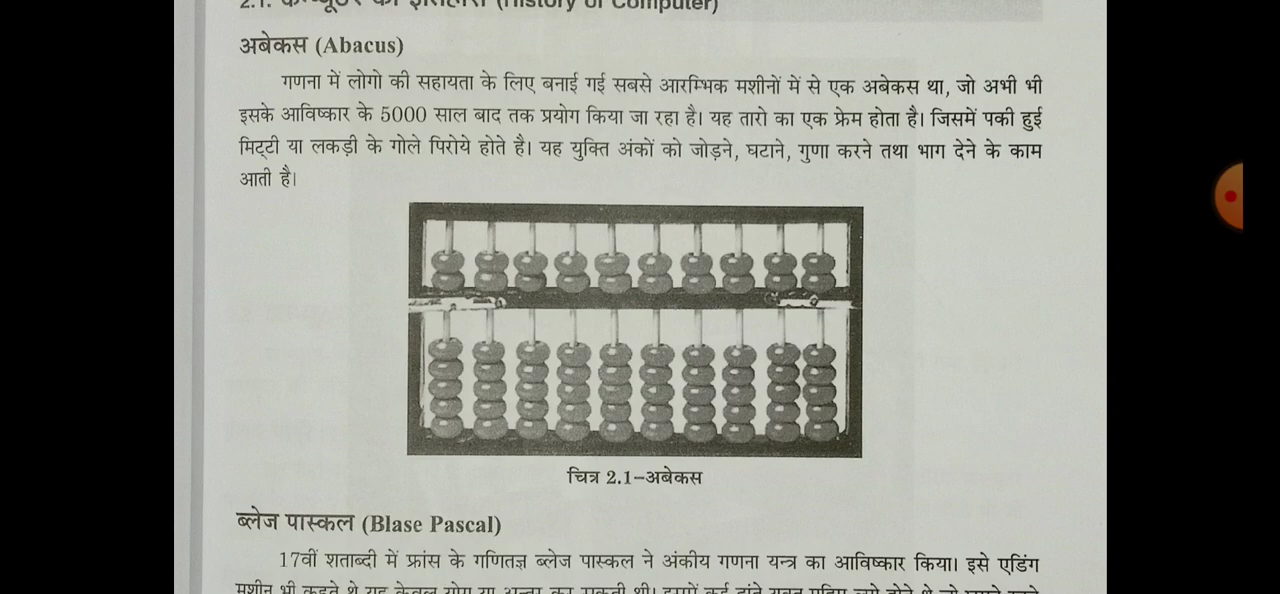 2.1. कम्प्यूटर का इतिहास (History of Computer)
अबेकस (Abacus)
गणना में लोगो की सहायता के लिए बनाई गई सबसे आरम्भिक मशीनों में से एक अबेकस था, जो अभी भी
इसके आविष्कार के 5000 साल बाद तक प्रयोग किया जा रहा है। यह तारो का एक फ्रेम होता है। जिसमें पकी हुई
मिट्टी या लकड़ी के गोले पिरोये होते है। यह युक्ति अंकों को जोड़ने, घटाने, गुणा करने तथा भाग देने के काम
आती है।
चित्र 2.1-अबेकस
ब्लेज पास्कल (Blase Pascal)
17वीं शताब्दी में फ्रांस के गणितज्ञ ब्लेज पास्कल ने अंकीय गणना यन्त्र का आविष्कार किया। इसे एडिंग
मशीन भी कहते थे